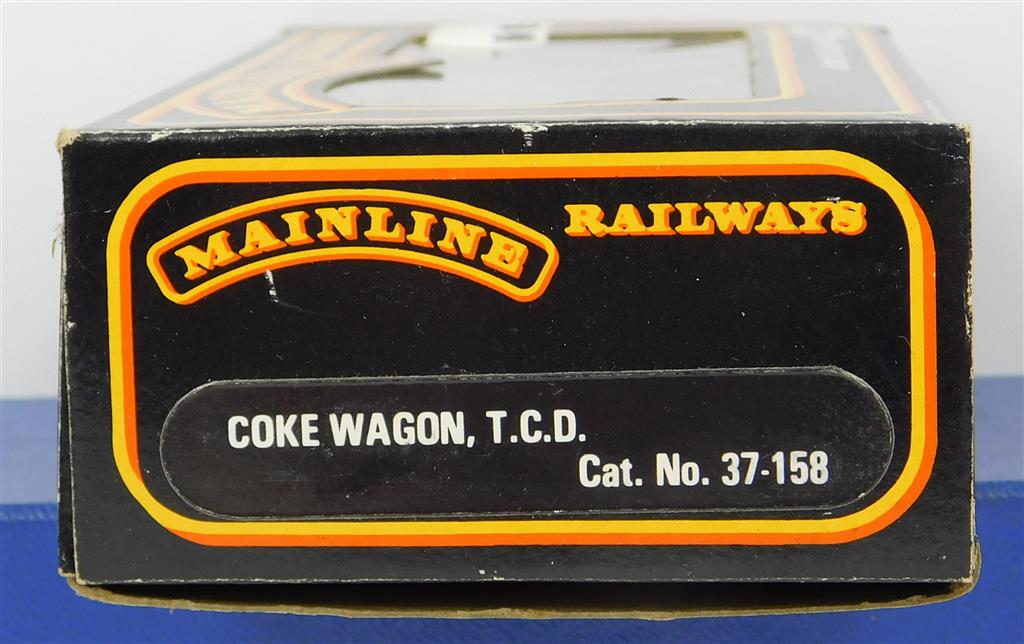 MAINLINE RAILWAYS
COKE WAGON, T.C.D.
Cat. No. 37-158